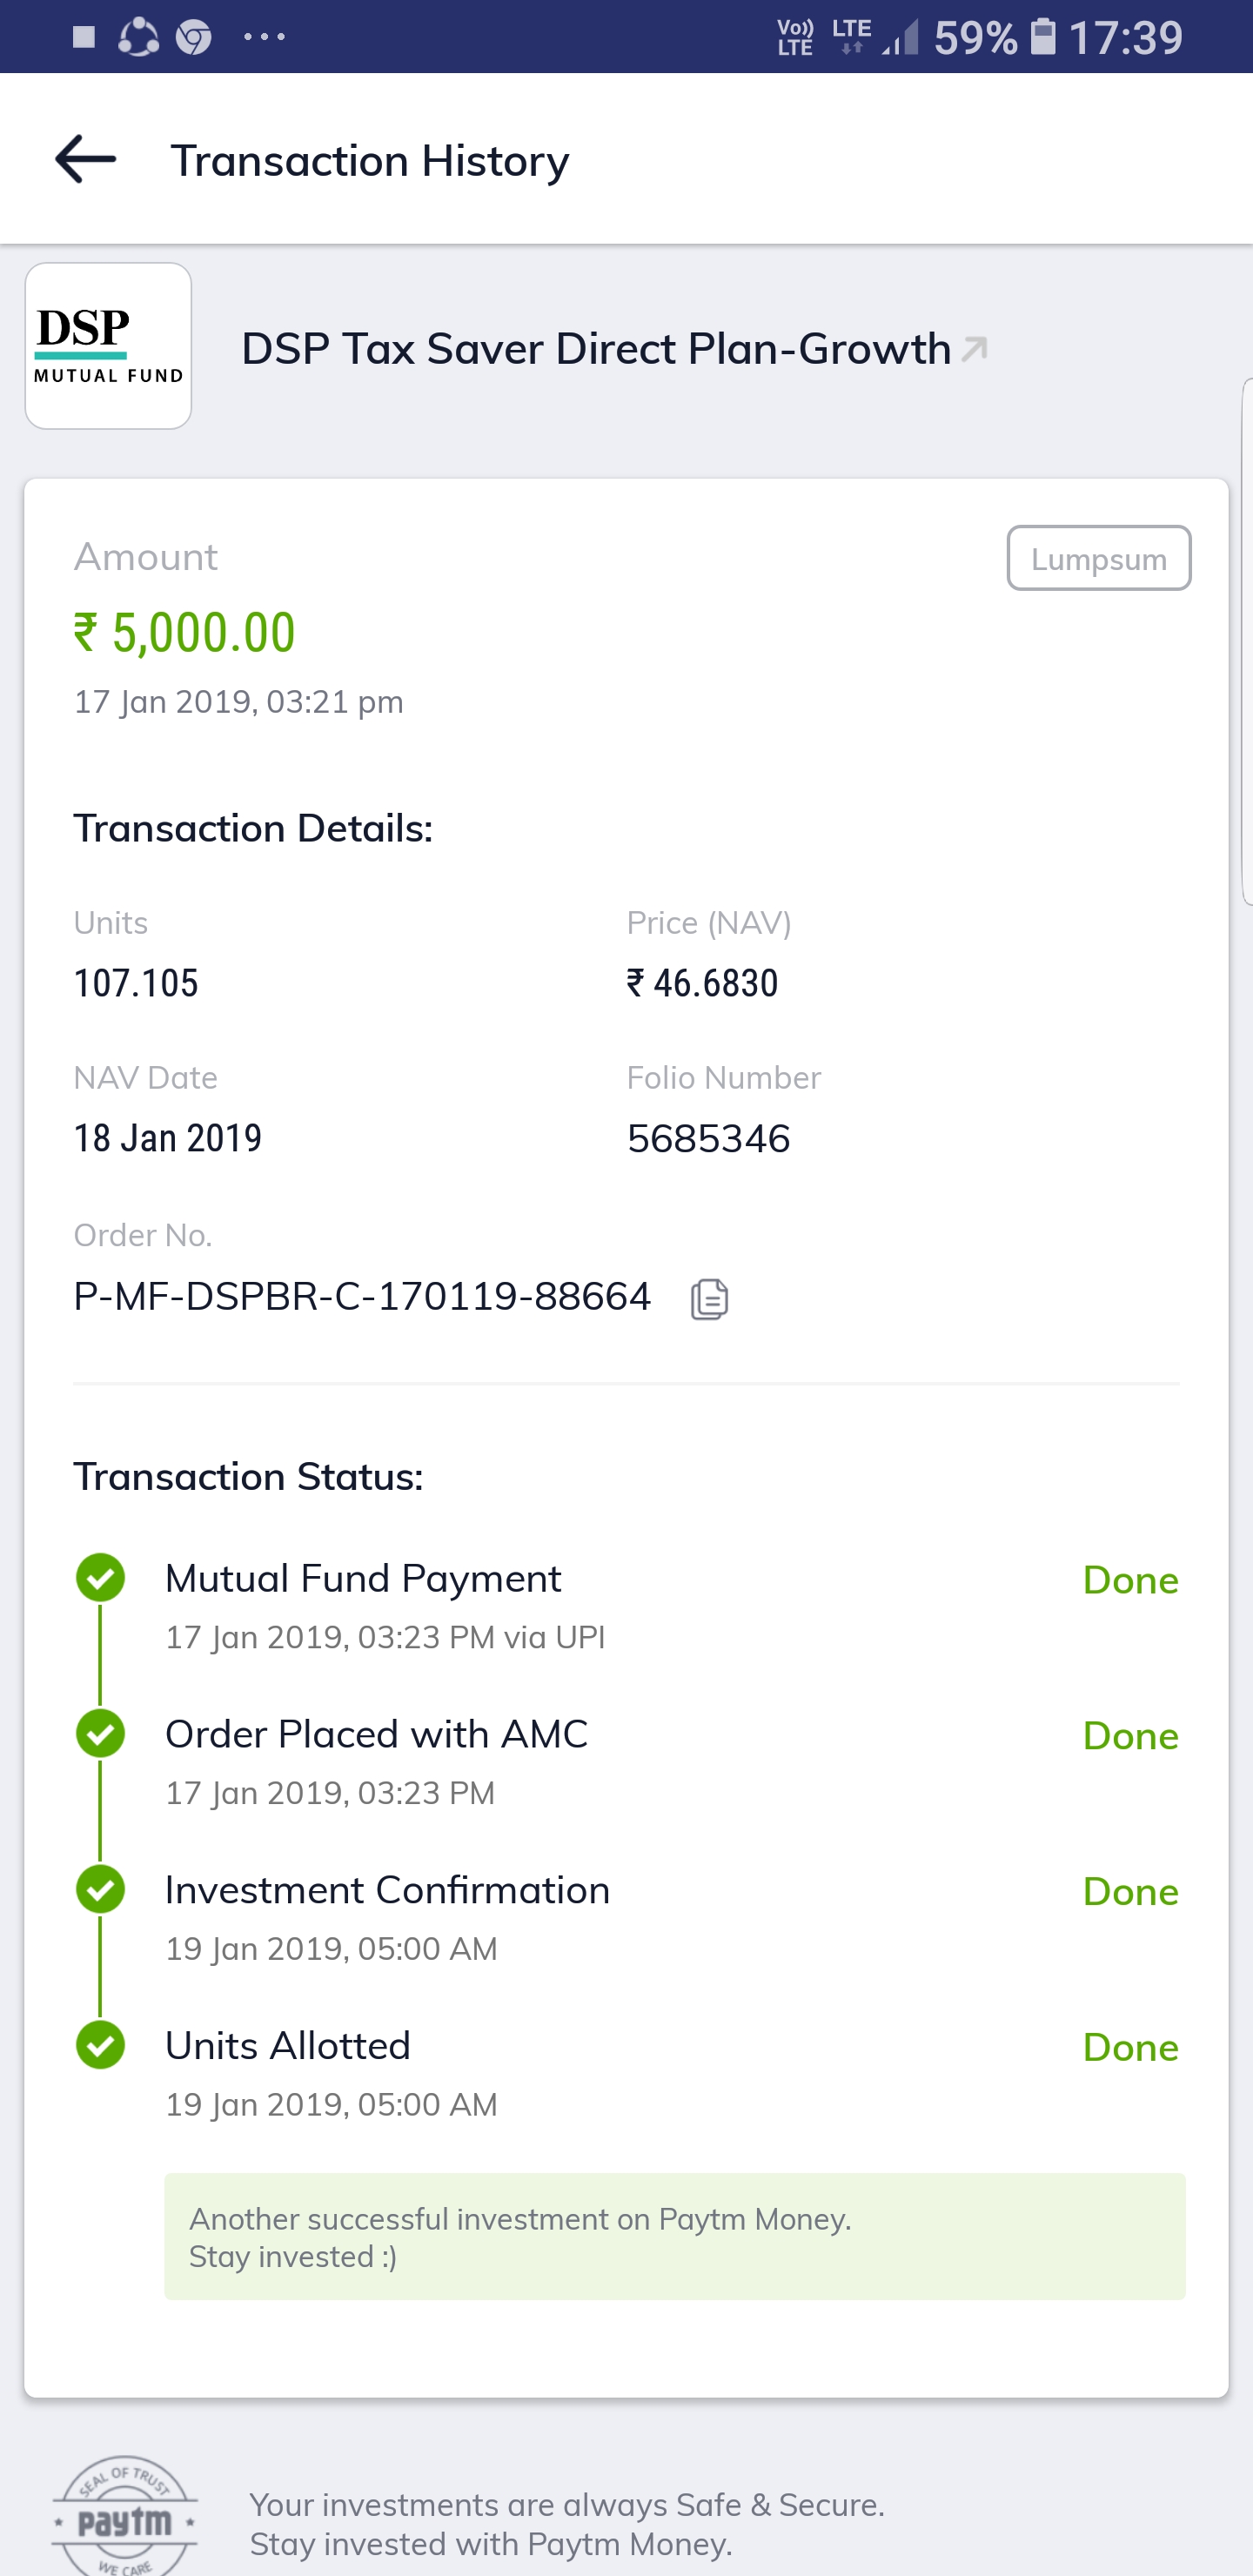 Vo)) LTE LTE 59% 17:39
Transaction History
DSP
MUTUAL FUND
DSP Tax Saver Direct Plan-Growth
Amount
Lumpsum
₹ 5,000.00
17 Jan 2019, 03:21 pm
Transaction Details:
Units Price (NAV)
107.105 ₹ 46.6830
NAV Date Folio Number
18 Jan 2019 5685346
Order No.
P-MF-DSPBR-C-170119-88664
Transaction Status:
Mutual Fund Payment Done
17 Jan 2019, 03:23 PM via UPI
Order Placed with AMC Done
17 Jan 2019, 03:23 PM
Investment Confirmation Done
19 Jan 2019, 05:00 AM
Units Allotted Done
19 Jan 2019, 05:00 AM
Another successful investment on Paytm Money.
Stay invested :)
SEAL OF TRUST
paytm
WE CARE
Your investments are always Safe & Secure.
Stay invested with Paytm Money.